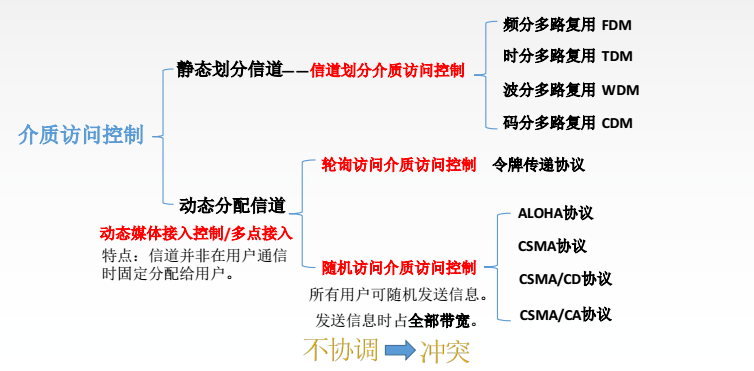 介质访问控制
静态划分信道——信道划分介质访问控制
频分多路复用 FDM
时分多路复用 TDM
波分多路复用 WDM
码分多路复用 CDM
动态分配信道
动态媒体接入控制/多点接入
特点：信道并非在用户通信
时固定分配给用户。
轮询访问介质访问控制 令牌传递协议
随机访问介质访问控制
所有用户可随机发送信息。
发送信息时占全部带宽。
ALOHA协议
CSMA协议
CSMA/CD协议
CSMA/CA协议
不协调 冲突